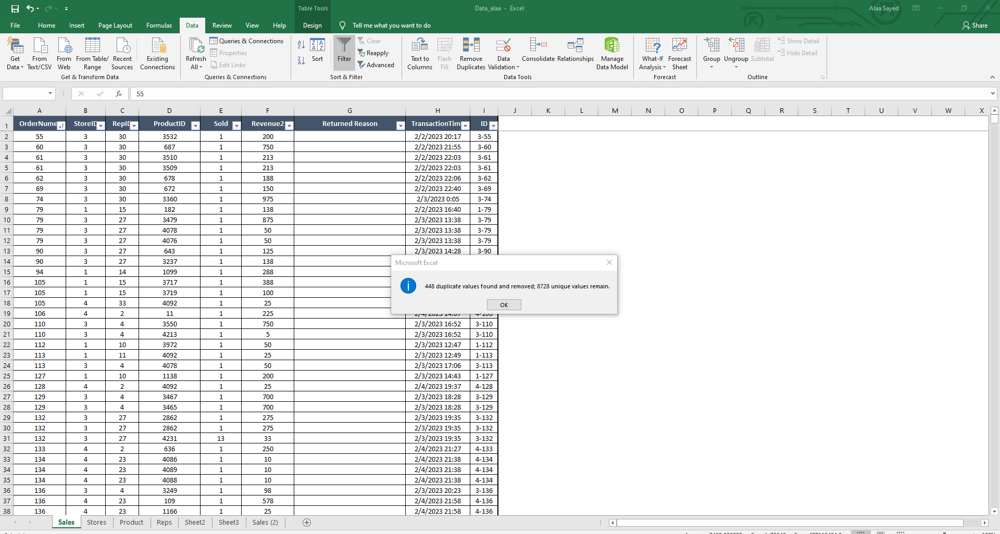 Table Tools
Data_alaa - Excel
Alaa Sayed
File Home Insert Page Layout Formulas Data Review View Help Design Tell me what you want to do Share
Get Data
From Text/CSV
From Web
From Table/ Range
Recent Sources
Existing Connections
Get & Transform Data
Refresh All
Queries & Connections
Properties
Edit Links
Queries & Connections
Sort
Filter
Clear
Reapply
Advanced
Sort & Filter
Text to Columns
Flash Fill
Remove Duplicates
Data Validation
Consolidate
Relationships
Manage Data Model
Data Tools
What-If Analysis
Forecast Sheet
Forecast
Group
Ungroup
Subtotal
Show Detail
Hide Detail
Outline
fx 55
A B C D E F G H I J K L M N O P Q R S T U V W X
1 OrderNume StoreID RepID ProductID Sold Revenue2 Returned Reason TransactionTim ID
2 55 3 30 3532 1 200 2/2/2023 20:17 3-55
3 60 3 30 687 1 750 2/2/2023 21:55 3-60
4 61 3 30 3510 1 213 2/2/2023 22:03 3-61
5 61 3 30 3509 1 213 2/2/2023 22:03 3-61
6 62 3 30 678 1 188 2/2/2023 22:06 3-62
7 69 3 30 672 1 150 2/2/2023 22:40 3-69
8 74 3 30 3360 1 975 2/3/2023 0:05 3-74
9 79 1 15 182 1 138 2/2/2023 16:40 1-79
10 79 3 27 3479 1 875 2/3/2023 13:38 3-79
11 79 3 27 4078 1 50 2/3/2023 13:38 3-79
12 79 3 27 4076 1 50 2/3/2023 13:38 3-79
13 90 3 27 643 1 125 2/3/2023 14:28 3-90
14 90 3 27 3237 1 138
15 94 1 14 1099 1 288
16 105 1 15 3717 1 388
17 105 1 15 3719 1 100
18 105 4 33 4092 1 25
19 106 4 2 11 1 225 2/4/2023 14:07 4-106
20 110 3 4 3550 1 750 2/3/2023 16:52 3-110
21 110 3 4 4213 1 5 2/3/2023 16:52 3-110
22 112 1 10 3972 1 50 2/3/2023 12:47 1-112
23 113 1 11 4092 1 25 2/3/2023 12:49 1-113
24 113 3 4 4078 1 50 2/3/2023 17:06 3-113
25 127 1 10 1138 1 200 2/3/2023 14:43 1-127
26 128 4 2 4092 1 25 2/4/2023 19:37 4-128
27 129 3 4 3467 1 700 2/3/2023 18:28 3-129
28 129 3 4 3465 1 700 2/3/2023 18:28 3-129
29 132 3 27 2862 1 275 2/3/2023 19:35 3-132
30 132 3 27 2862 1 275 2/3/2023 19:35 3-132
31 132 3 27 4231 13 33 2/3/2023 19:35 3-132
32 133 4 2 636 1 250 2/4/2023 21:27 4-133
33 134 4 23 4086 1 10 2/4/2023 21:38 4-134
34 134 4 23 4089 1 10 2/4/2023 21:38 4-134
35 134 4 23 4088 1 10 2/4/2023 21:38 4-134
36 136 3 4 3249 1 98 2/3/2023 20:23 3-136
37 136 4 23 109 1 578 2/4/2023 21:58 4-136
38 136 4 23 1166 1 25 2/4/2023 21:58 4-136
Microsoft Excel
448 duplicate values found and removed; 8728 unique values remain.
OK
Sales Stores Product Reps Sheet2 Sheet3 Sales (2)